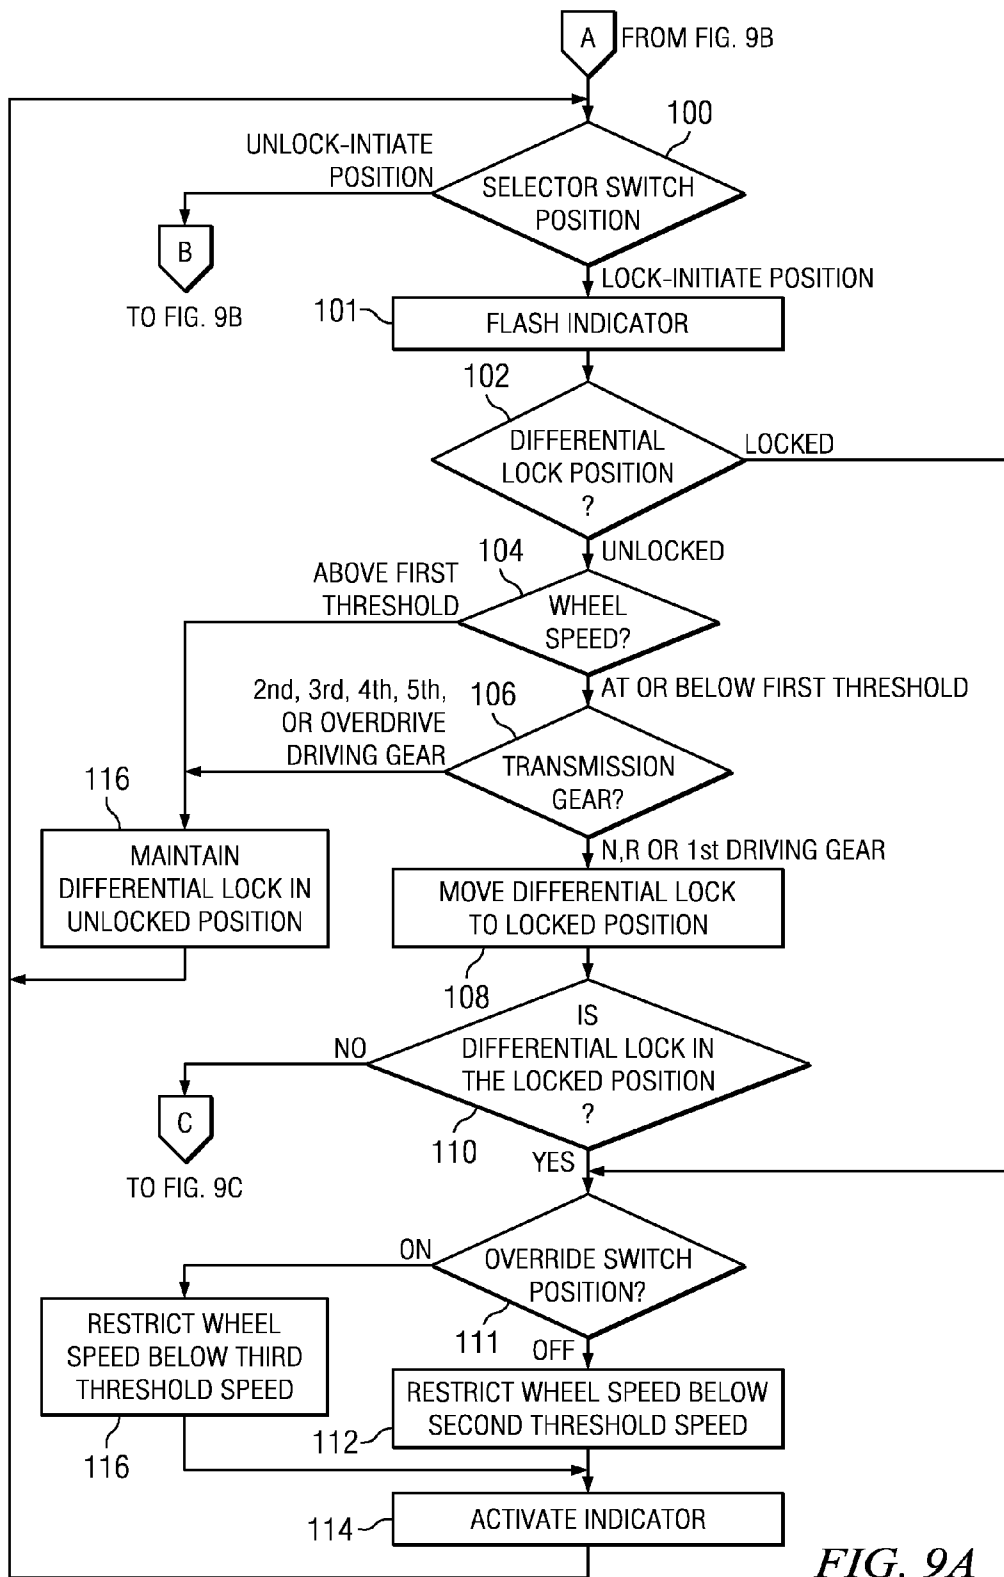 A
FROM FIG. 9B
100
UNLOCK-INTIATE
POSITION
SELECTOR SWITCH
POSITION
B
TO FIG. 9B
LOCK-INITIATE POSITION
101
FLASH INDICATOR
102
DIFFERENTIAL
LOCK POSITION
?
LOCKED
UNLOCKED
104
ABOVE FIRST
THRESHOLD
WHEEL
SPEED?
AT OR BELOW FIRST THRESHOLD
2nd, 3rd, 4th, 5th,
OR OVERDRIVE
DRIVING GEAR
106
TRANSMISSION
GEAR?
116
MAINTAIN
DIFFERENTIAL LOCK IN
UNLOCKED POSITION
N,R OR 1st DRIVING GEAR
MOVE DIFFERENTIAL LOCK
TO LOCKED POSITION
108
IS
DIFFERENTIAL LOCK IN
THE LOCKED POSITION
?
NO
110
C
TO FIG. 9C
YES
ON
OVERRIDE SWITCH
POSITION?
111
OFF
RESTRICT WHEEL
SPEED BELOW THIRD
THRESHOLD SPEED
116
RESTRICT WHEEL SPEED BELOW
SECOND THRESHOLD SPEED
112
ACTIVATE INDICATOR
114
FIG. 9A